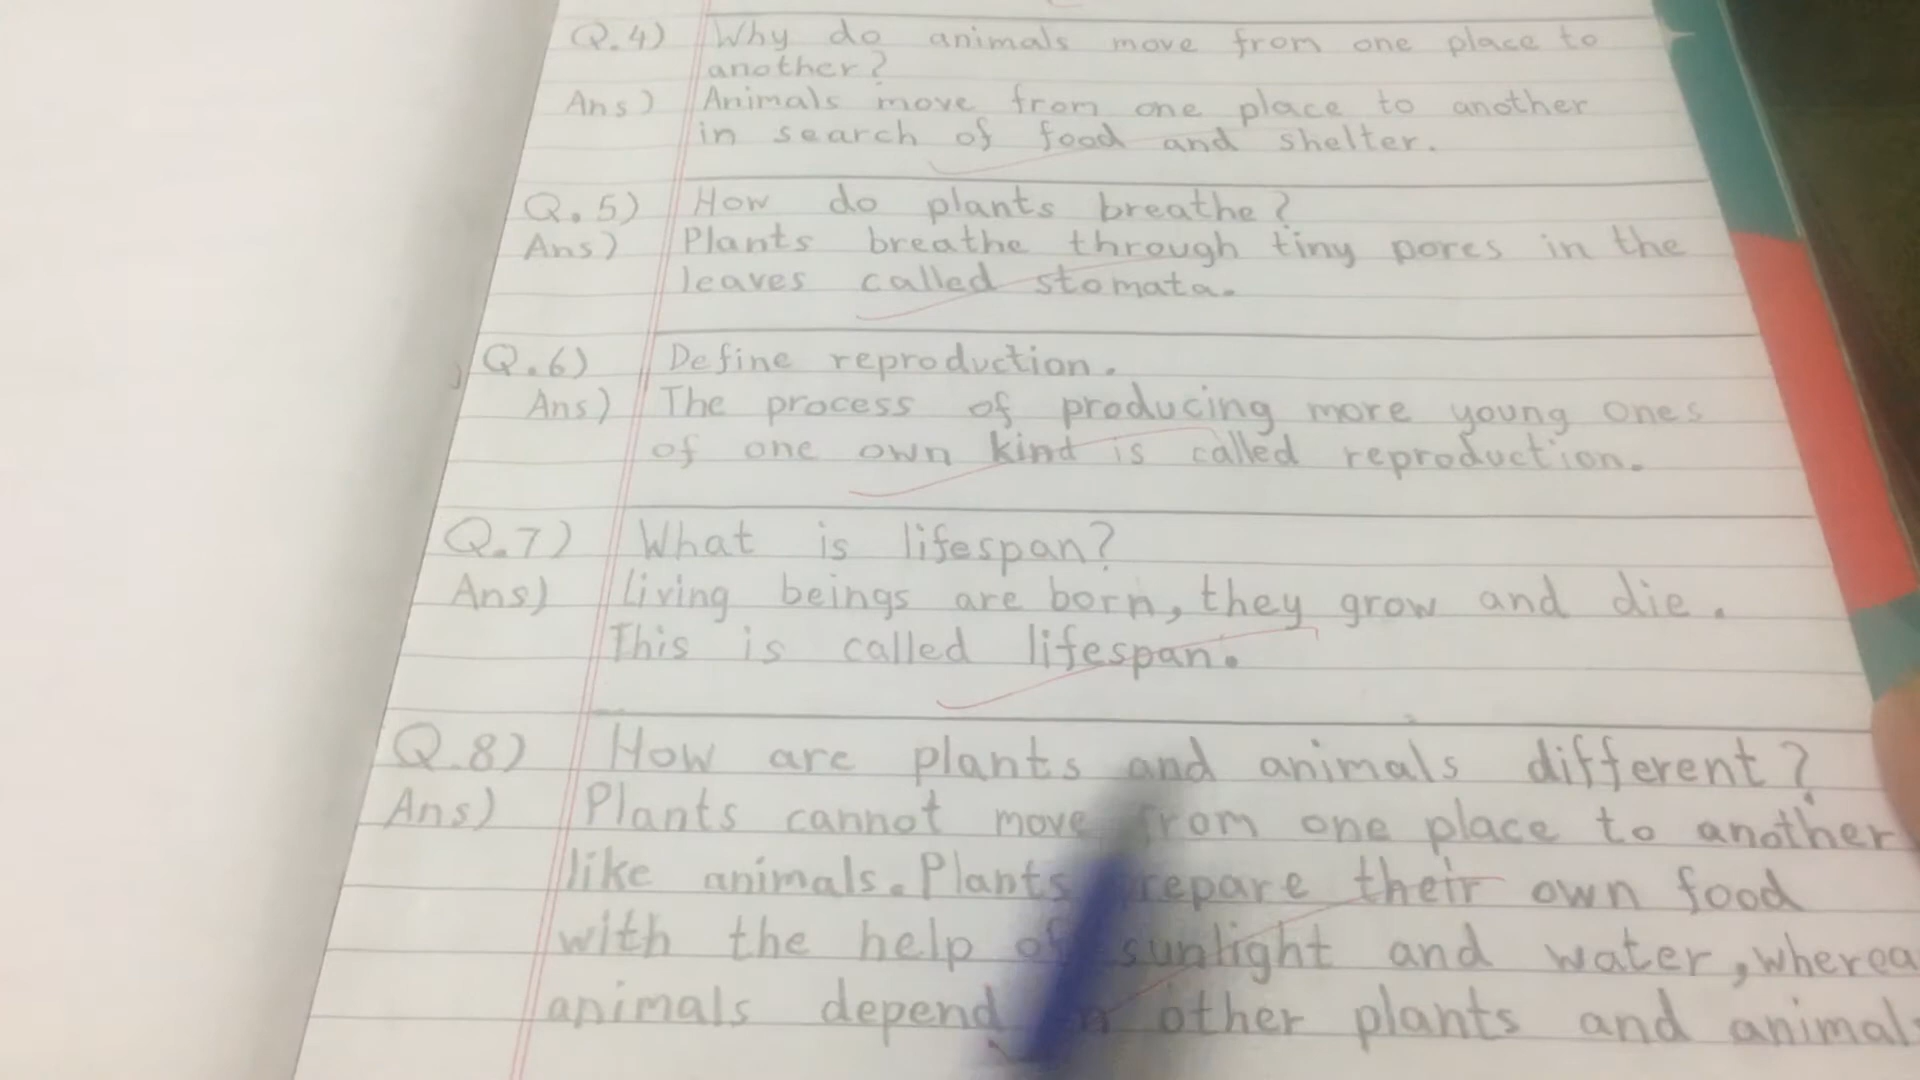 Q.4) Why do animals move from one place to
another?
Ans) Animals move from one place to another
in search of food and shelter.
Q.5) How do plants breathe?
Ans) Plants breathe through tiny pores in the
leaves called stomata.
Q.6) Define reproduction.
Ans) The process of producing more young ones
of one own kind is called reproduction.
Q.7) What is lifespan?
Ans) Living beings are born, they grow and die.
This is called lifespan.
Q.8) How are plants and animals different?
Ans) Plants cannot move from one place to another
like animals. Plants prepare their own food
with the help of sunlight and water, wherea
animals depend other plants and animals